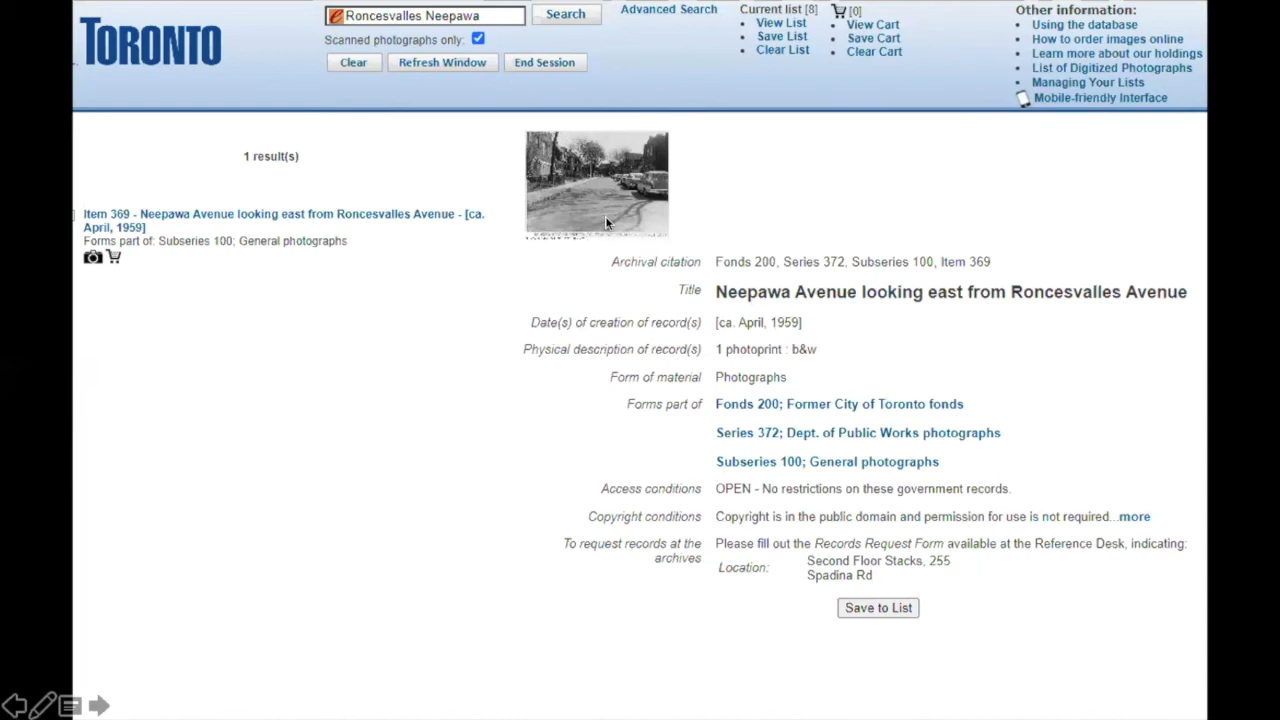 TORONTO
Roncesvalles Neepawa
Search
Scanned photographs only:
Clear
Refresh Window
End Session
Advanced Search
Current list [8]
View List
Save List
Clear List
[0]
View Cart
Save Cart
Clear Cart
Other information:
Using the database
How to order images online
Learn more about our holdings
List of Digitized Photographs
Managing Your Lists
Mobile-friendly Interface
1 result(s)
Item 369 - Neepawa Avenue looking east from Roncesvalles Avenue - [ca.
April, 1959]
Forms part of: Subseries 100; General photographs
Archival citation Fonds 200, Series 372, Subseries 100, Item 369
Title Neepawa Avenue looking east from Roncesvalles Avenue
Date(s) of creation of record(s) [ca. April, 1959]
Physical description of record(s) 1 photoprint : b&w
Form of material Photographs
Forms part of Fonds 200; Former City of Toronto fonds
Series 372; Dept. of Public Works photographs
Subseries 100; General photographs
Access conditions OPEN - No restrictions on these government records.
Copyright conditions Copyright is in the public domain and permission for use is not required...more
To request records at the archives
Please fill out the Records Request Form available at the Reference Desk, indicating:
Location: Second Floor Stacks, 255
Spadina Rd
Save to List